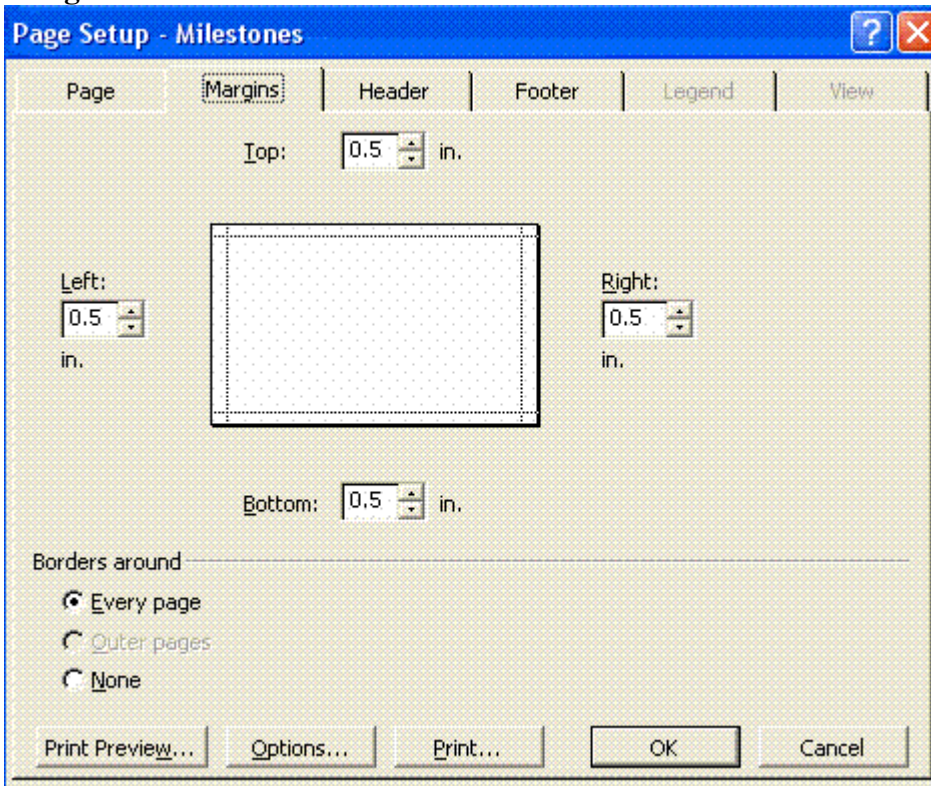 Page Setup - Milestones
Page Margins Header Footer Legend View
Top: 0.5 in.
Left: Right:
0.5 0.5
in. in.
Bottom: 0.5 in.
Borders around
Every page
Outer pages
None
Print Preview... Options... Print... OK Cancel